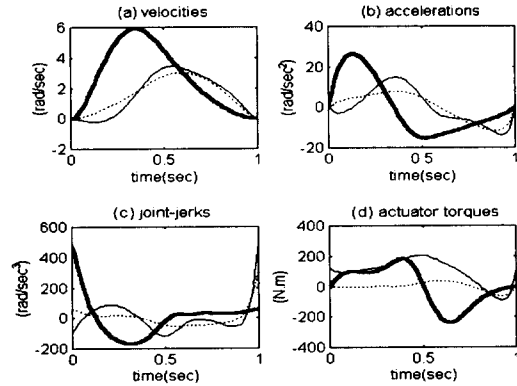 (a) velocities
6
4
2
0
-2
(rad/sec)
0
0.5
1
time(sec)
(b) accelerations
40
20
0
-20
(rad/sec²)
0
0.5
1
time(sec)
(c) joint-jerks
600
400
200
0
-200
(rad/sec³)
0
0.5
1
time(sec)
(d) actuator torques
400
200
0
-200
-400
(N.m)
0
0.5
1
time(sec)